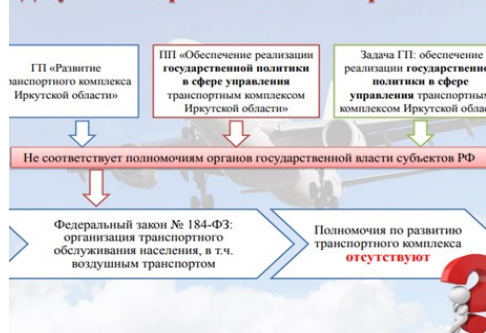 ГП «Развитие
транспортного комплекса
Иркутской области»
ПП «Обеспечение реализации
государственной политики
в сфере управления
транспортным комплексом
Иркутской области»
Задача ГП: обеспечение
реализации государственно
политики в сфере
управления транспортным
комплексом Иркутской облас
Не соответствует полномочиям органов государственной власти субъектов РФ
Федеральный закон № 184-ФЗ:
организация транспортного
обслуживания населения, в т.ч.
воздушным транспортом
Полномочия по развитию
транспортного комплекса
отсутствуют